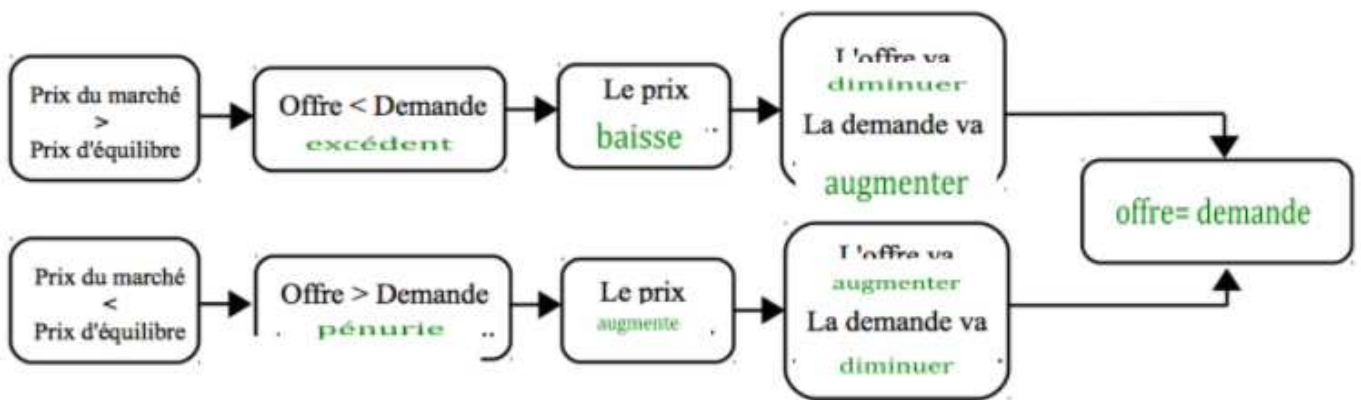 Prix du marché
>
Prix d'équilibre
Offre < Demande
excédent
Le prix
baisse
L'offre va
diminuer
La demande va
augmenter
offre= demande
Prix du marché
<
Prix d'équilibre
Offre > Demande
pénurie
Le prix
augmente
L'offre va
augmenter
La demande va
diminuer